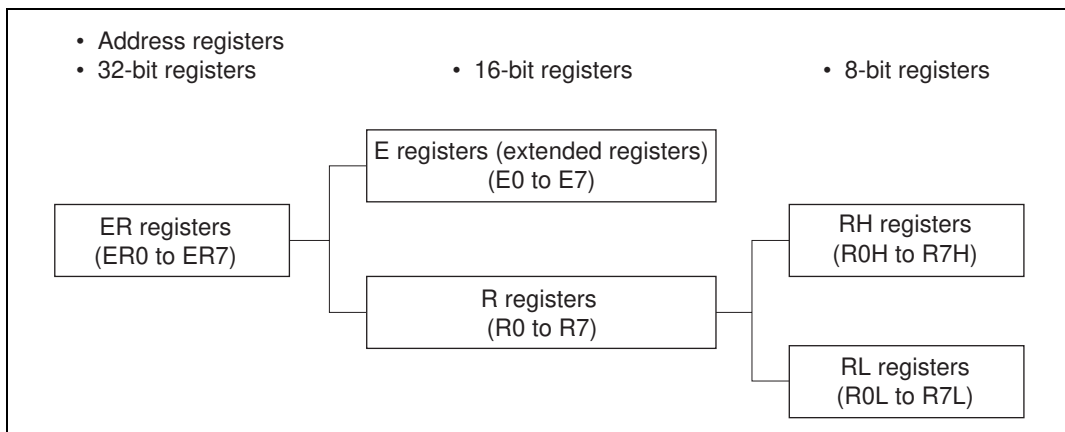 • Address registers
• 32-bit registers
• 16-bit registers
• 8-bit registers
E registers (extended registers)
(E0 to E7)
ER registers
(ER0 to ER7)
RH registers
(R0H to R7H)
R registers
(R0 to R7)
RL registers
(R0L to R7L)